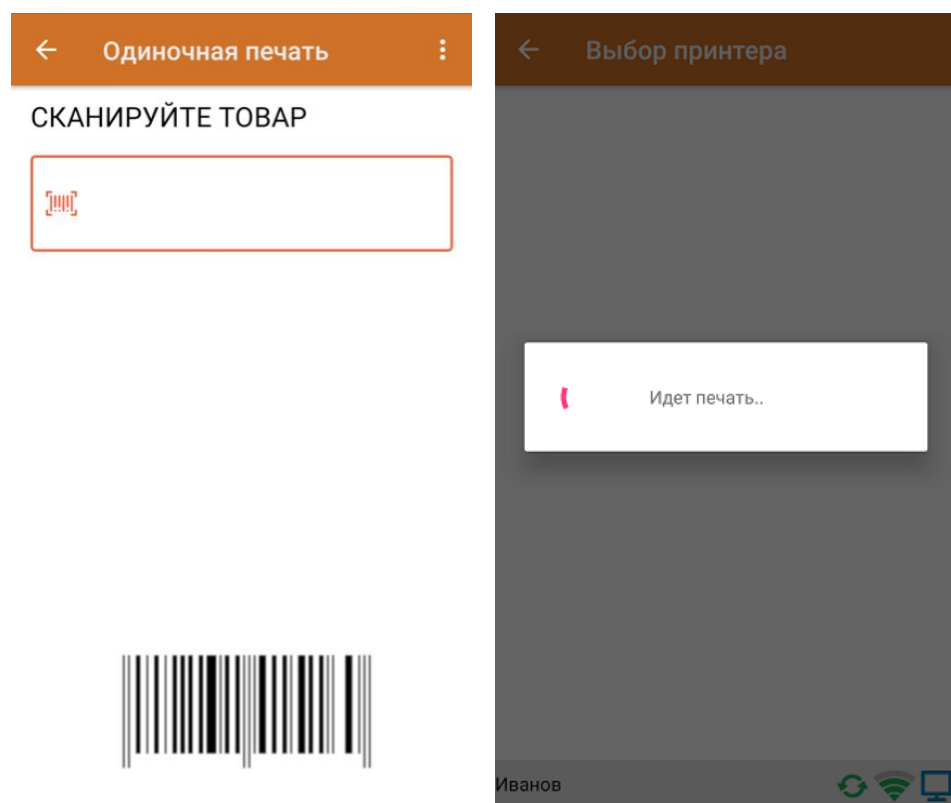 Одиночная печать
СКАНИРУЙТЕ ТОВАР
Выбор принтера
Идет печать..
Иванов